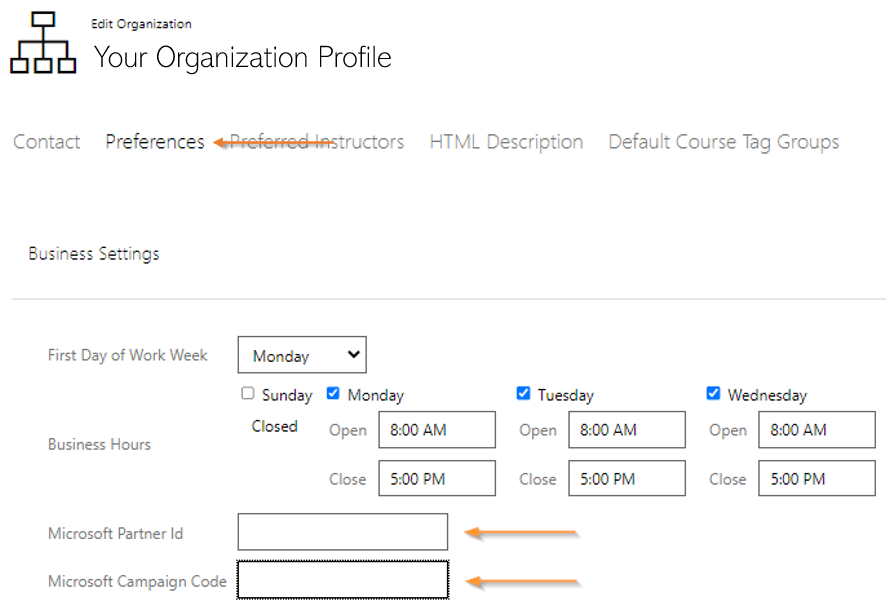 Edit Organization
Your Organization Profile
Contact Preferences Preferred Instructors HTML Description Default Course Tag Groups
Business Settings
First Day of Work Week Monday
Sunday Monday Tuesday Wednesday
Closed Open 8:00 AM Open 8:00 AM Open 8:00 AM
Business Hours
Close 5:00 PM Close 5:00 PM Close 5:00 PM
Microsoft Partner Id
Microsoft Campaign Code